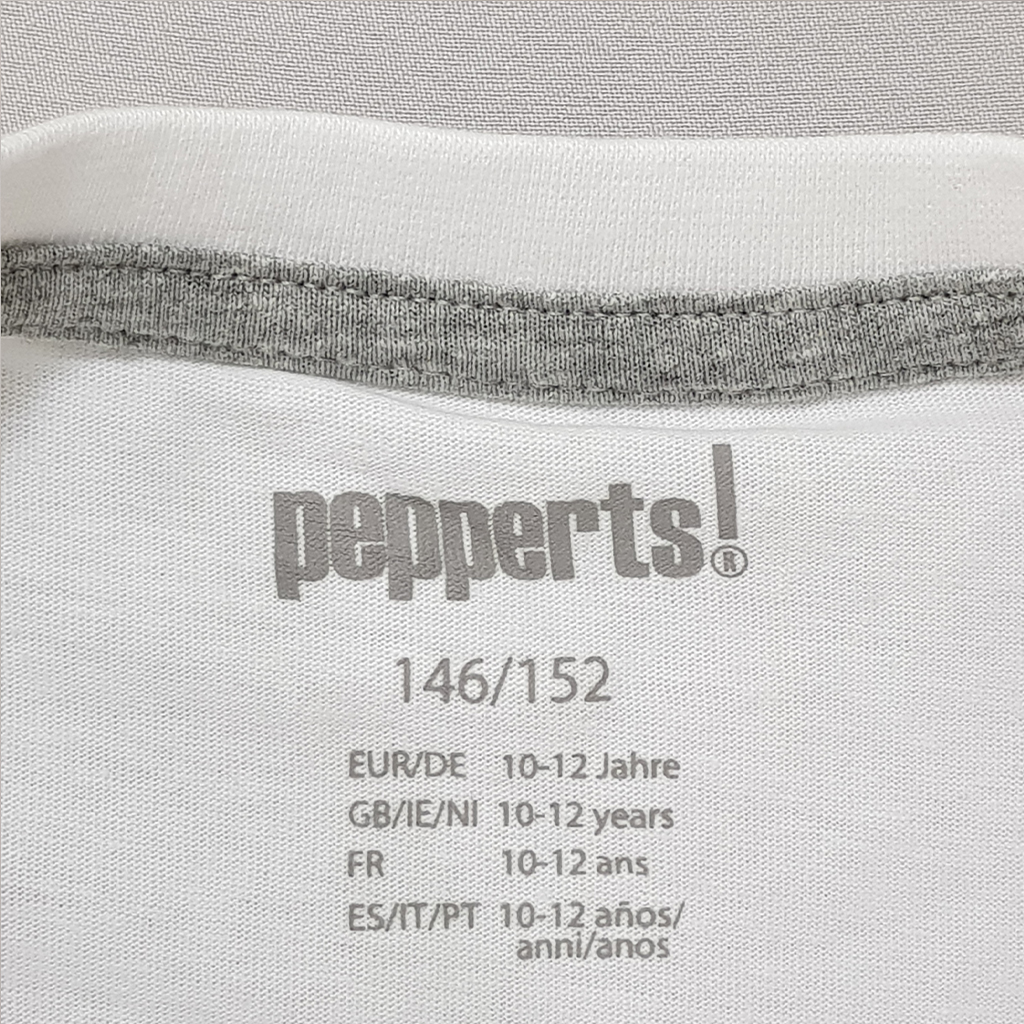 pepperts!®
146/152
EUR/DE 10-12 Jahre
GB/IE/NI 10-12 years
FR 10-12 ans
ES/IT/PT 10-12 años/
anni/anos